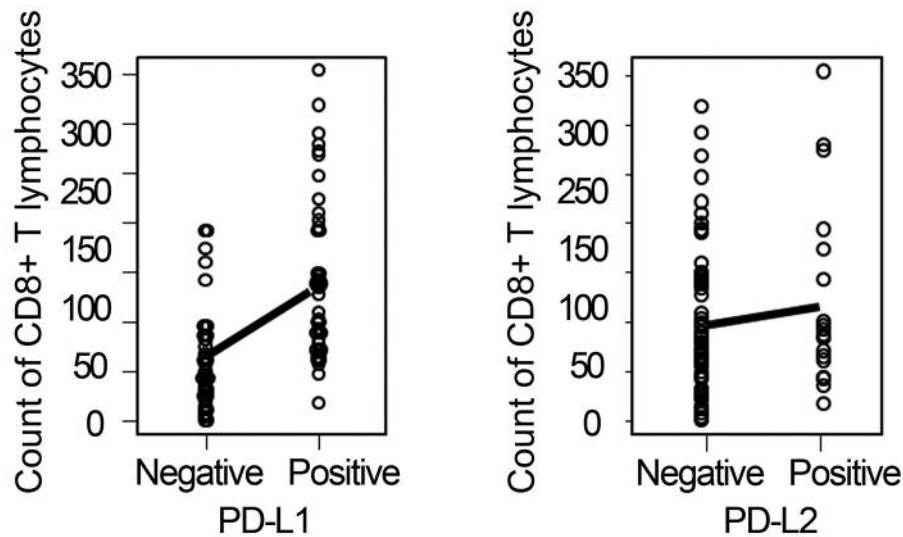 Count of CD8+ T lymphocytes
350
300
250
200
150
100
50
0
Negative Positive
PD-L1
Count of CD8+ T lymphocytes
350
300
250
200
150
100
50
0
Negative Positive
PD-L2